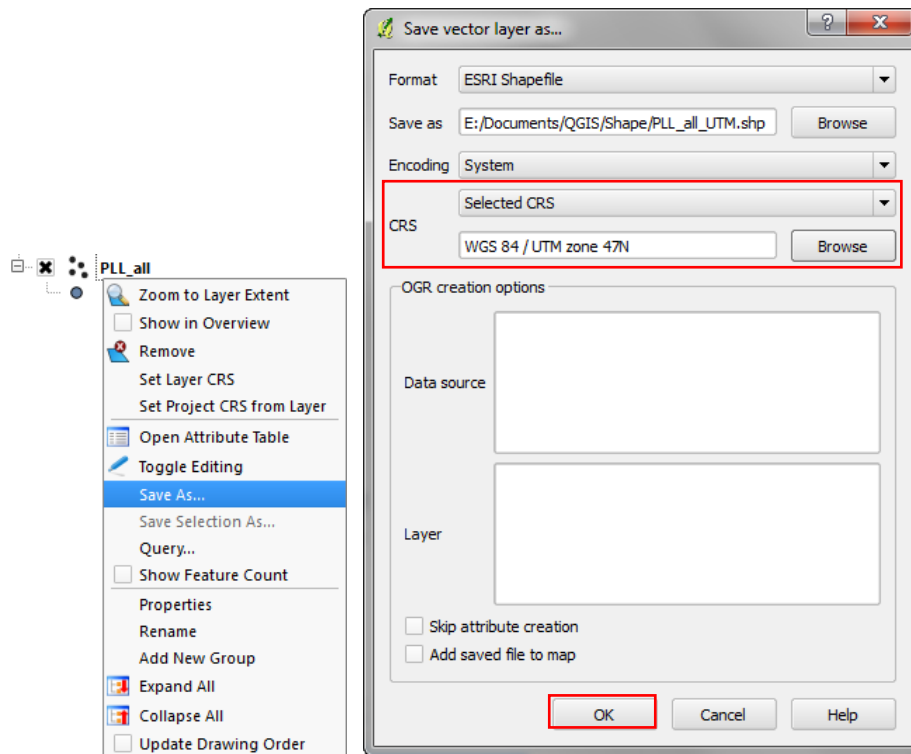 PLL_all
Zoom to Layer Extent
Show in Overview
Remove
Set Layer CRS
Set Project CRS from Layer
Open Attribute Table
Toggle Editing
Save As...
Save Selection As...
Query...
Show Feature Count
Properties
Rename
Add New Group
Expand All
Collapse All
Update Drawing Order
Save vector layer as...
Format ESRI Shapefile
Save as E:/Documents/QGIS/Shape/PLL_all_UTM.shp Browse
Encoding System
Selected CRS
CRS
WGS 84 / UTM zone 47N Browse
OGR creation options
Data source
Layer
Skip attribute creation
Add saved file to map
OK Cancel Help